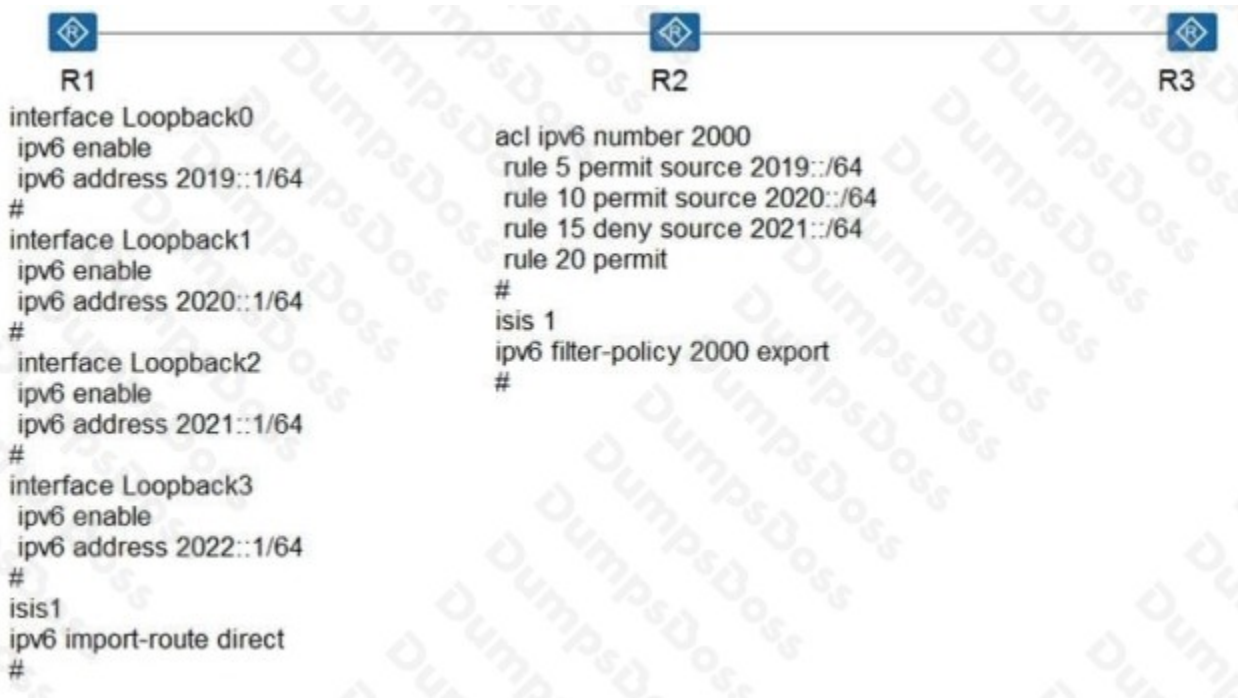 R1
R2
R3
interface Loopback0
ipv6 enable
ipv6 address 2019::1/64
#
interface Loopback1
ipv6 enable
ipv6 address 2020::1/64
#
interface Loopback2
ipv6 enable
ipv6 address 2021::1/64
#
interface Loopback3
ipv6 enable
ipv6 address 2022::1/64
#
isis1
ipv6 import-route direct
#
acl ipv6 number 2000
rule 5 permit source 2019::/64
rule 10 permit source 2020::/64
rule 15 deny source 2021::/64
rule 20 permit
#
isis 1
ipv6 filter-policy 2000 export
#
DumpsDoss